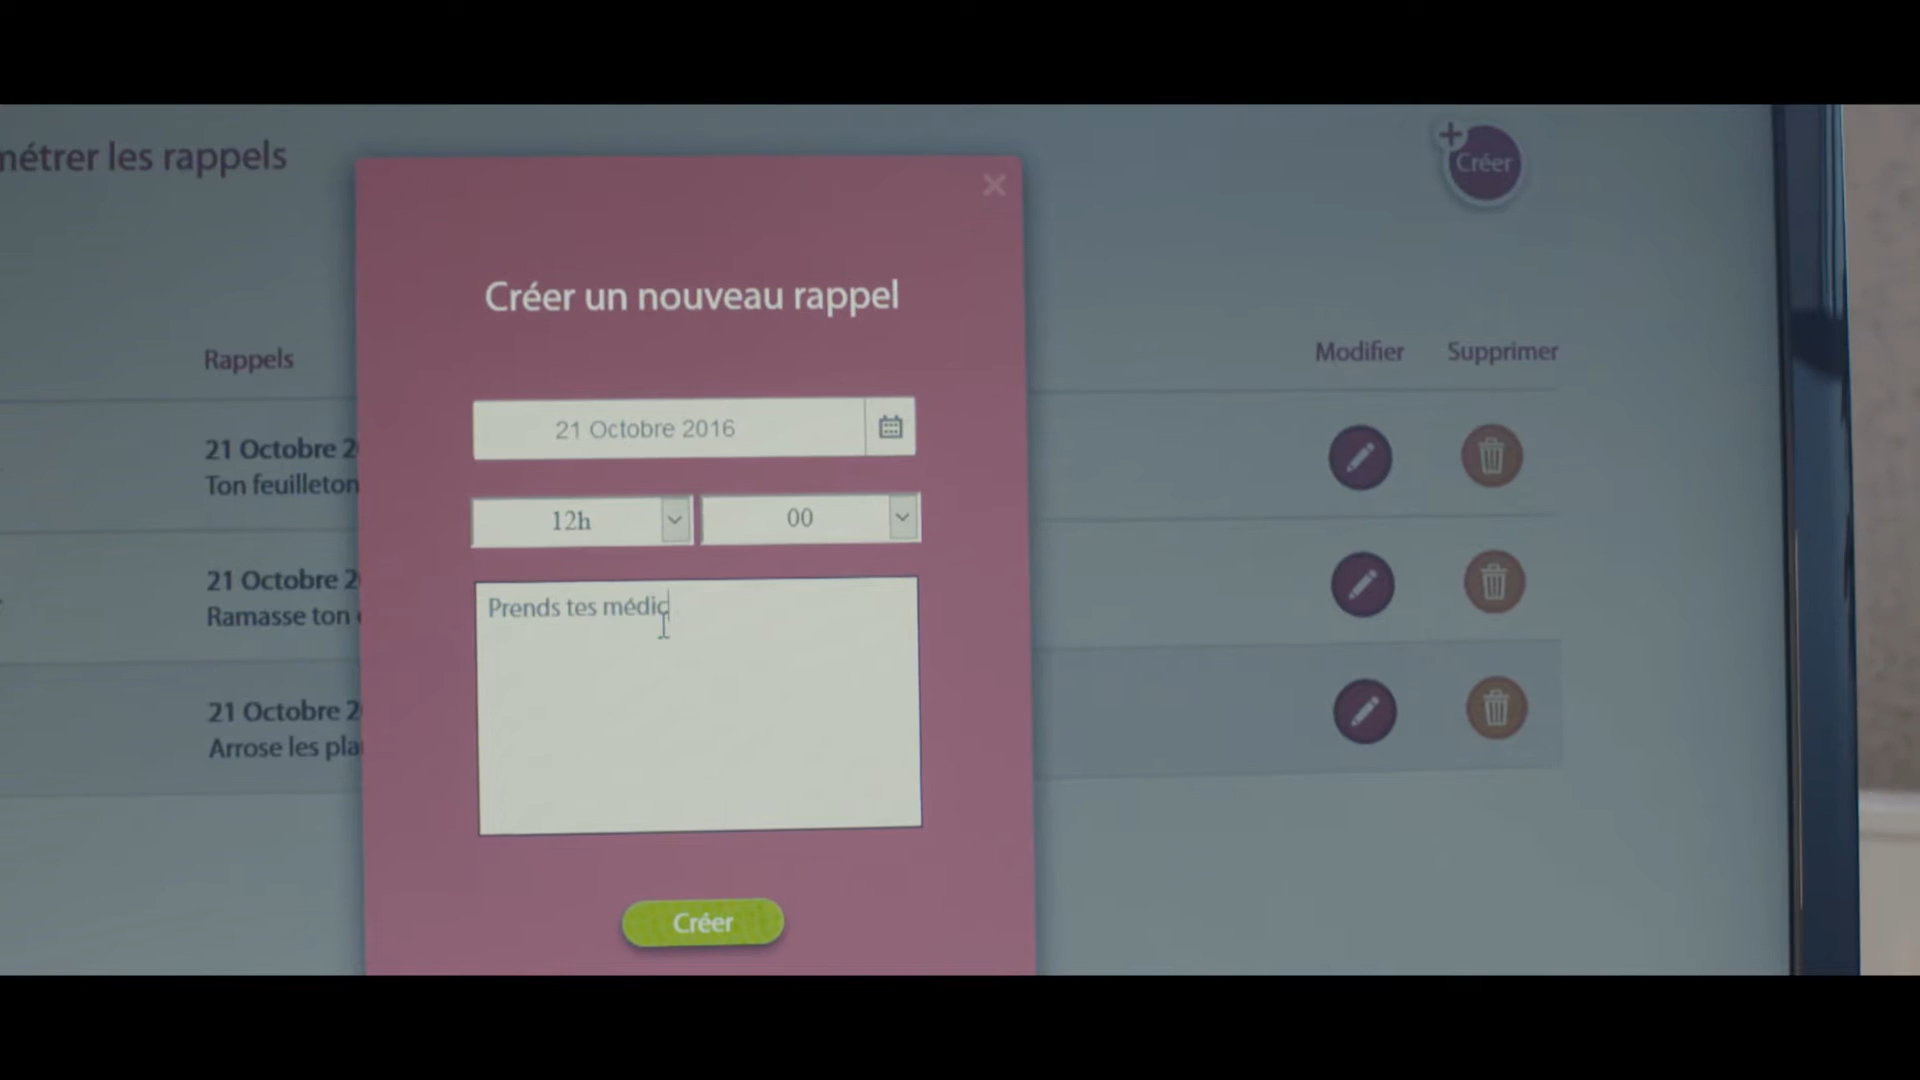 métrer les rappels
Créer
Créer un nouveau rappel
Rappels
Modifier
Supprimer
21 Octobre 2016
21 Octobre 2
Ton feuilleton
12h
00
21 Octobre 2
Ramasse ton
Prends tes médic
21 Octobre 2
Arrose les pla
Créer